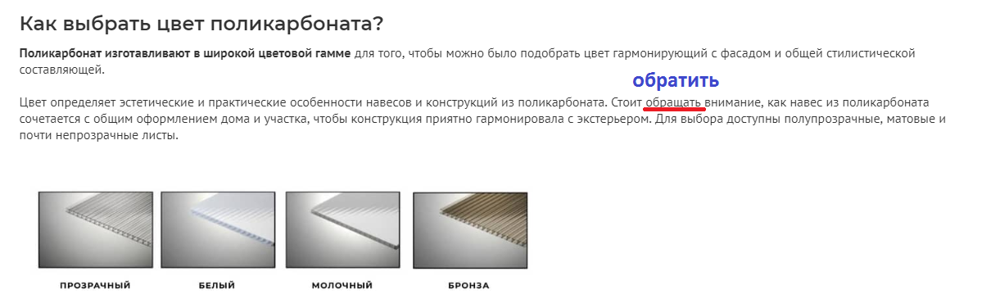 Как выбрать цвет поликарбоната?
Поликарбонат изготавливают в широкой цветовой гамме для того, чтобы можно было подобрать цвет гармонирующий с фасадом и общей стилистической
составляющей.
обратить
Цвет определяет эстетические и практические особенности навесов и конструкций из поликарбоната. Стоит обращать внимание, как навес из поликарбоната
сочетается с общим оформлением дома и участка, чтобы конструкция приятно гармонировала с экстерьером. Для выбора доступны полупрозрачные, матовые и
почти непрозрачные листы.
ПРОЗРАЧНЫЙ БЕЛЫЙ МОЛОЧНЫЙ БРОНЗА